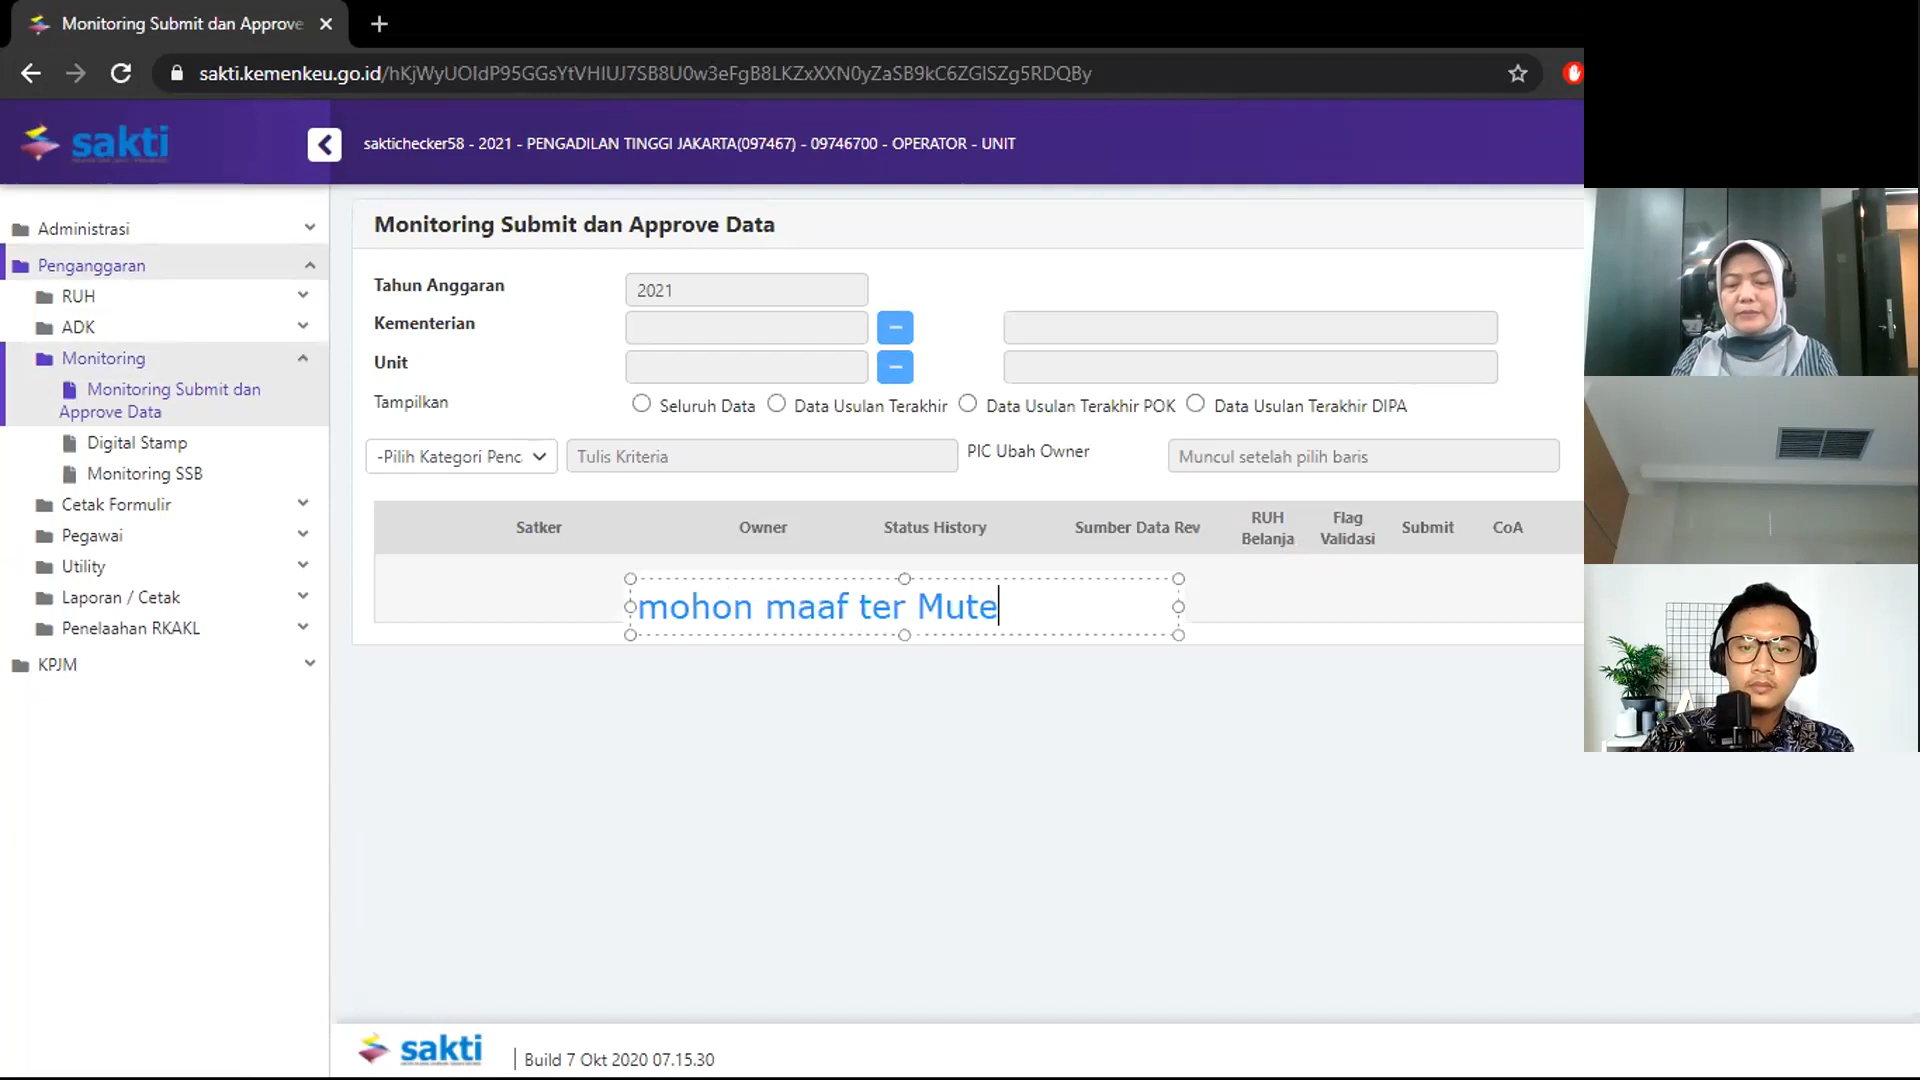 Monitoring Submit dan Approve
sakti.kemenkeu.go.id/hKjWyUOIdP95GGsYtVHIUJ7SB8U0w3eFgB8LKZxXXN0yZaSB9kC6ZGlSZg5RDQBy
sakti
saktichecker58 - 2021 - PENGADILAN TINGGI JAKARTA(097467) - 09746700 - OPERATOR - UNIT
Administrasi
Penganggaran
RUH
ADK
Monitoring
Monitoring Submit dan
Approve Data
Digital Stamp
Monitoring SSB
Cetak Formulir
Pegawai
Utility
Laporan / Cetak
Penelaahan RKAKL
KPJM
Monitoring Submit dan Approve Data
Tahun Anggaran
2021
Kementerian
Unit
Tampilkan
Seluruh Data
Data Usulan Terakhir
Data Usulan Terakhir POK
Data Usulan Terakhir DIPA
-Pilih Kategori Penc
Tulis Kriteria
PIC Ubah Owner
Muncul setelah pilih baris
Satker
Owner
Status History
Sumber Data Rev
RUH
Belanja
Flag
Validasi
Submit
CoA
mohon maaf ter Mute
sakti
Build 7 Okt 2020 07.15.30